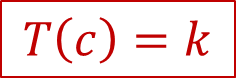 T(c) = k